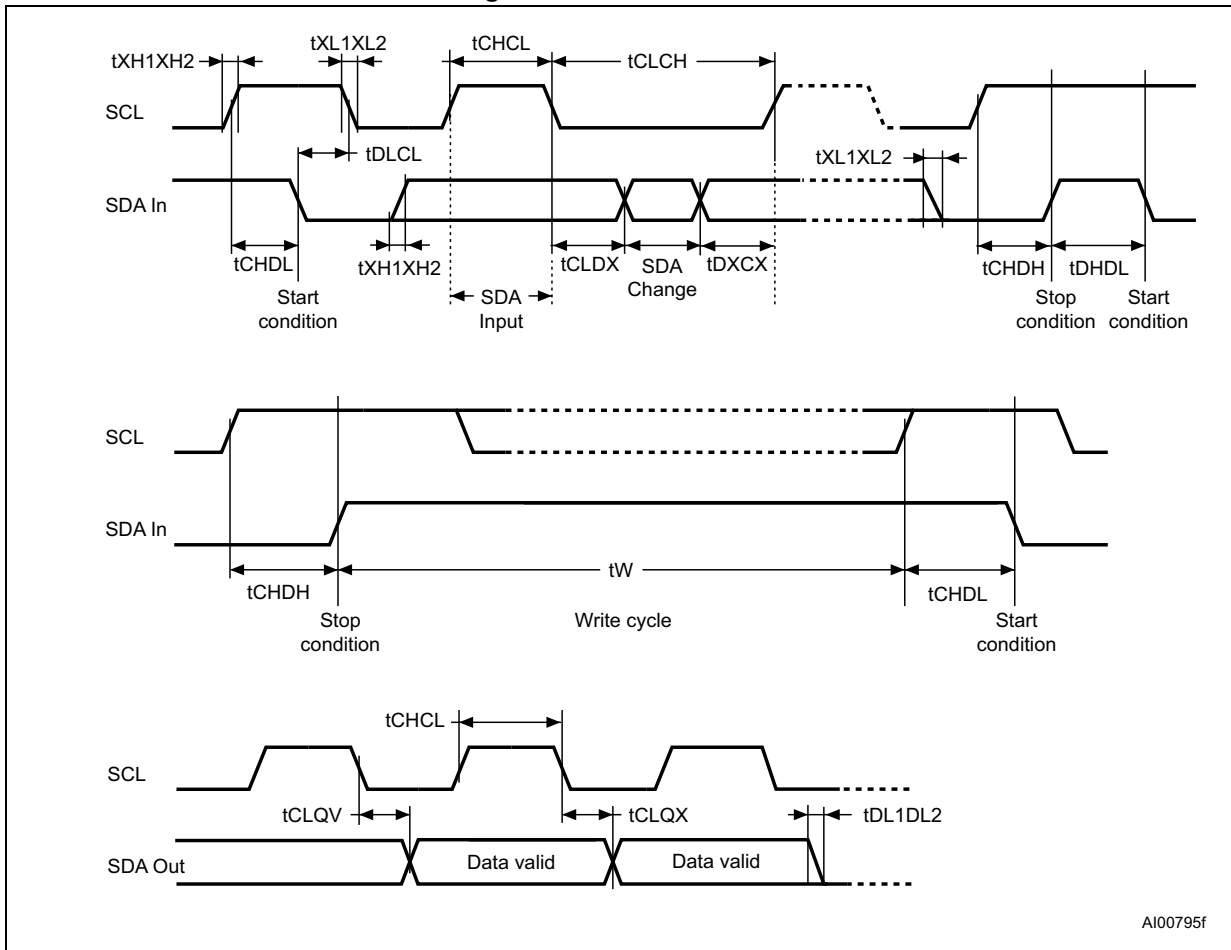 tXH1XH2
tXL1XL2
tCHCL
tCLCH
SCL
tDLCL
tXL1XL2
SDA In
tCHDL
tXH1XH2
tCLDX
SDA
Change
tDXCX
tCHDH
tDHDL
Start
condition
SDA
Input
Stop
condition
Start
condition
SCL
SDA In
tCHDH
tW
tCHDL
Stop
condition
Write cycle
Start
condition
tCHCL
SCL
tCLQV
tCLQX
tDL1DL2
SDA Out
Data valid
Data valid
AI00795f